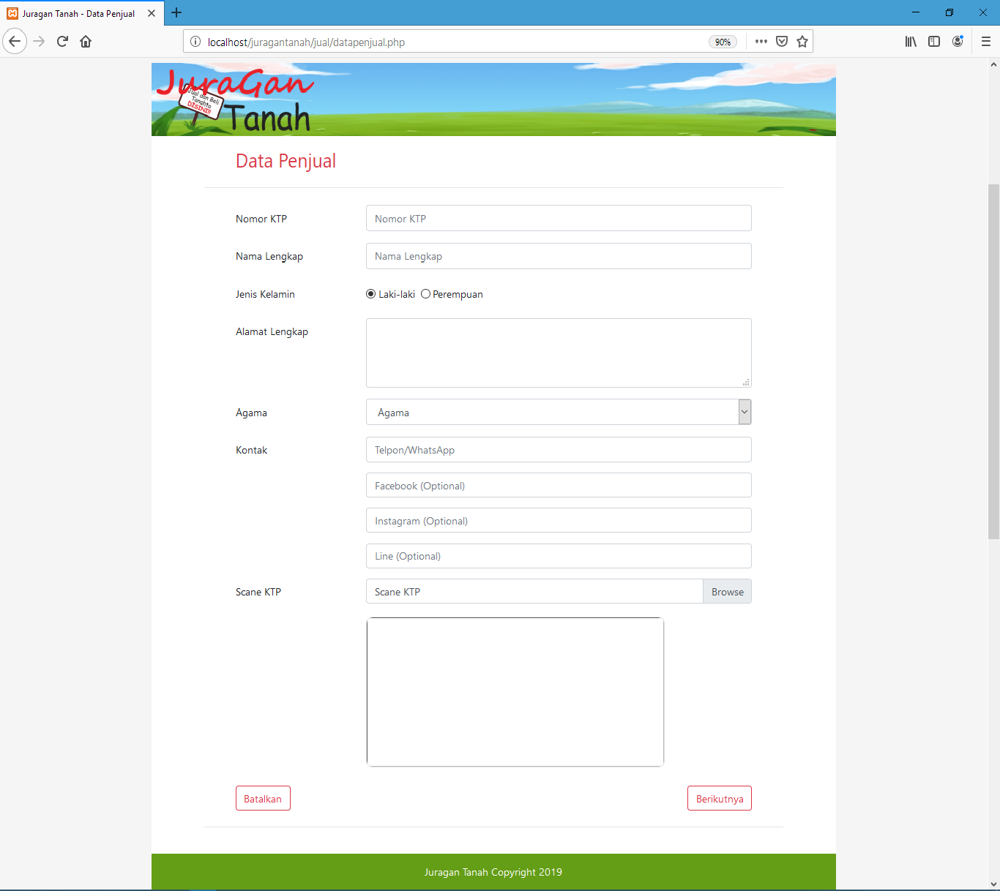 Juragan Tanah - Data Penjual
localhost/juragantanah/jual/datapenjual.php
90%
JuraGan
Jual dan Beli
Tanahto
DISINI!!
Tanah
Data Penjual
Nomor KTP
Nomor KTP
Nama Lengkap
Nama Lengkap
Jenis Kelamin
Laki-laki Perempuan
Alamat Lengkap
Agama
Agama
Kontak
Telpon/WhatsApp
Facebook (Optional)
Instagram (Optional)
Line (Optional)
Scane KTP
Scane KTP
Browse
Batalkan
Berikutnya
Juragan Tanah Copyright 2019